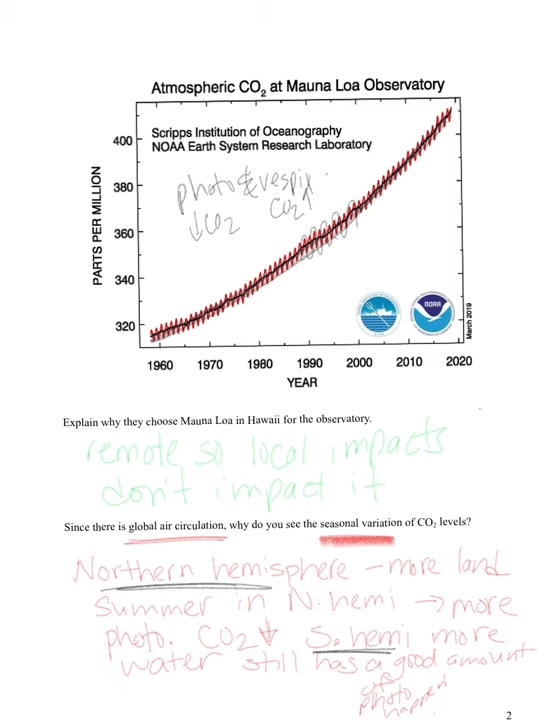 Atmospheric CO2 at Mauna Loa Observatory
Scripps Institution of Oceanography
NOAA Earth System Research Laboratory
photo & respir.
↓CO2 CO2↑
PARTS PER MILLION
400
380
360
340
320
NOAA
March 2019
1960 1970 1980 1990 2000 2010 2020
YEAR
Explain why they choose Mauna Loa in Hawaii for the observatory.
remote so local impacts
don't impact it
Since there is global air circulation, why do you see the seasonal variation of CO2 levels?
Northern hemisphere - more land
summer in N. hemi → more
photo. CO2 ↓ S. hemi more
water still has a good amount
of
photo
happen
2